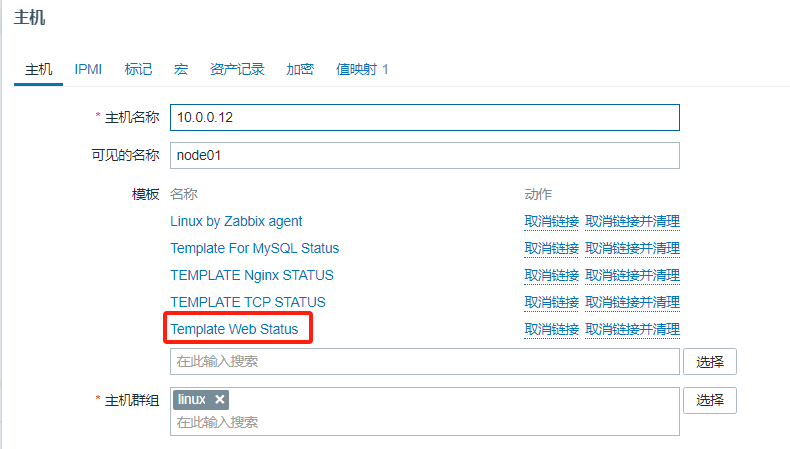 主机
主机 IPMI 标记 宏 资产记录 加密 值映射 1
* 主机名称 10.0.0.12
可见的名称 node01
模板 名称 动作
Linux by Zabbix agent 取消链接 取消链接并清理
Template For MySQL Status 取消链接 取消链接并清理
TEMPLATE Nginx STATUS 取消链接 取消链接并清理
TEMPLATE TCP STATUS 取消链接 取消链接并清理
Template Web Status 取消链接 取消链接并清理
在此输入搜索 选择
* 主机群组 linux × 选择
在此输入搜索